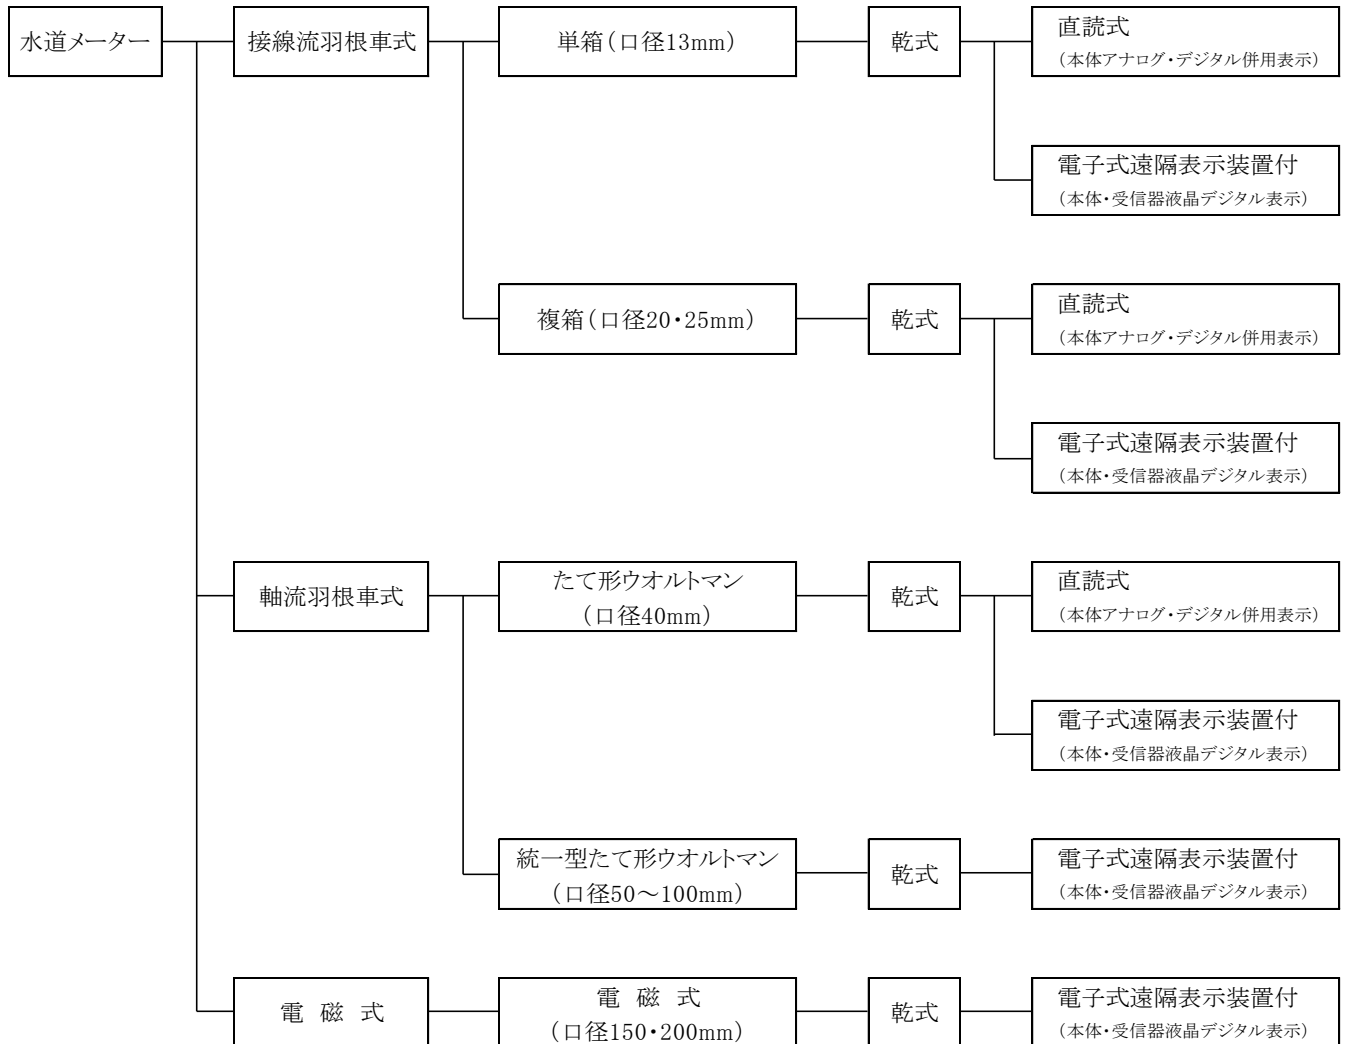 水道メーター
接線流羽根車式
単箱（口径13mm）
乾式
直読式
（本体アナログ・デジタル併用表示）
電子式遠隔表示装置付
（本体・受信器液晶デジタル表示）
複箱（口径20・25mm）
乾式
直読式
（本体アナログ・デジタル併用表示）
電子式遠隔表示装置付
（本体・受信器液晶デジタル表示）
軸流羽根車式
たて形ウオルトマン
（口径40mm）
乾式
直読式
（本体アナログ・デジタル併用表示）
電子式遠隔表示装置付
（本体・受信器液晶デジタル表示）
統一型たて形ウオルトマン
（口径50～100mm）
乾式
電子式遠隔表示装置付
（本体・受信器液晶デジタル表示）
電 磁 式
電 磁 式
（口径150・200mm）
乾式
電子式遠隔表示装置付
（本体・受信器液晶デジタル表示）